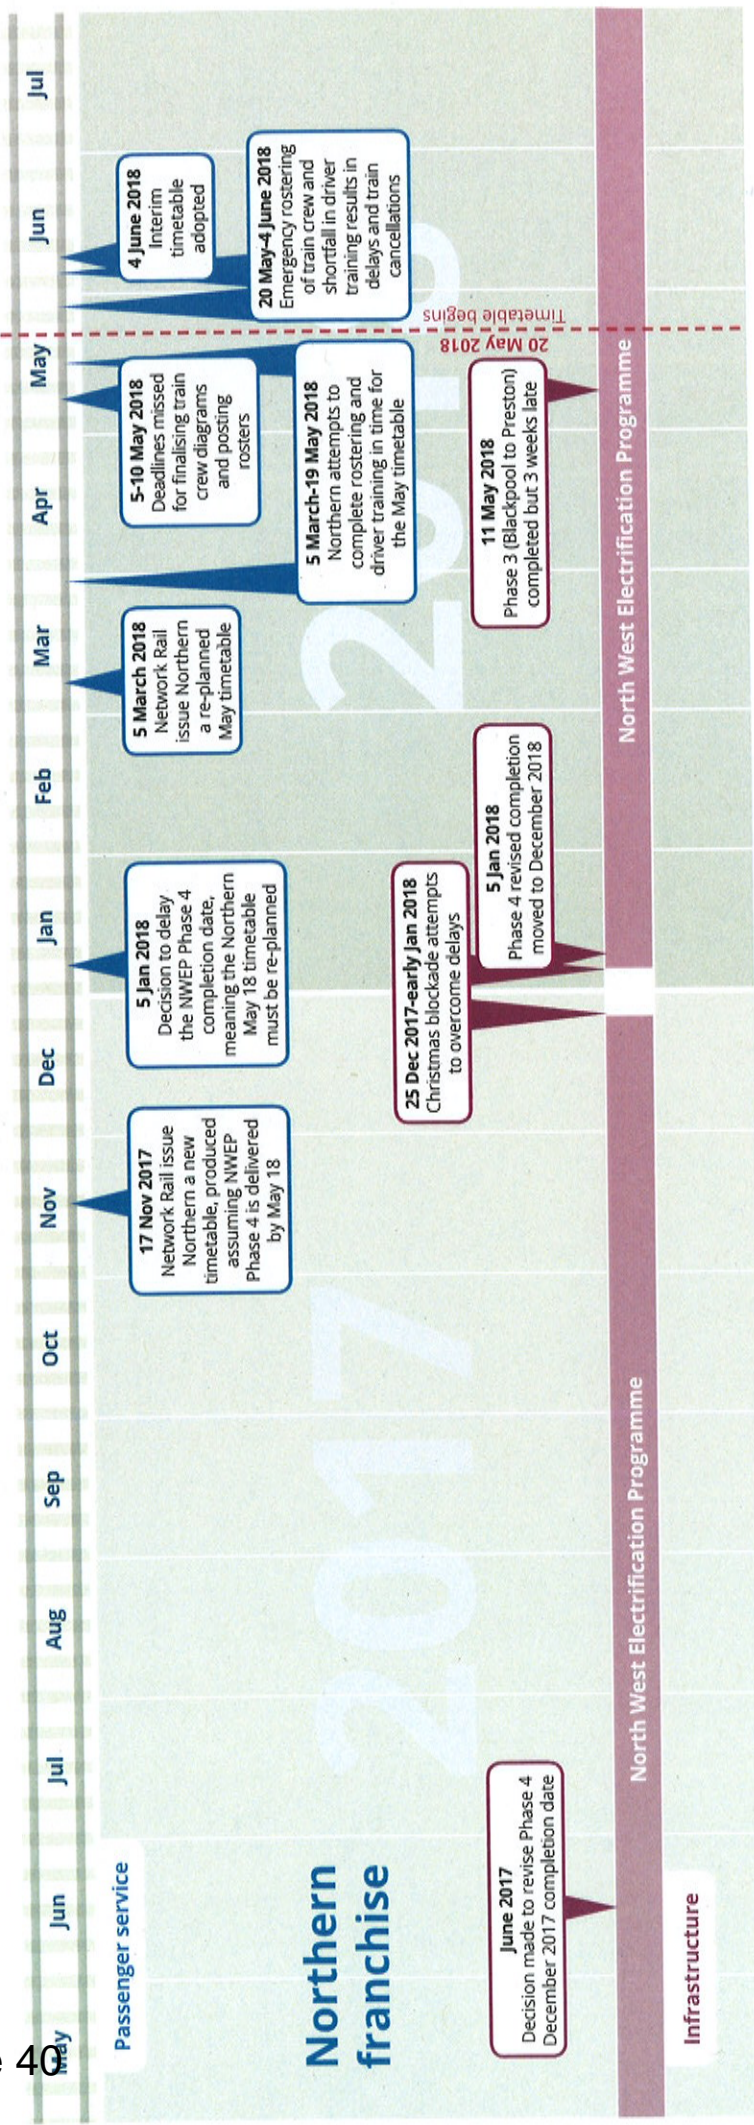 May Jun Jul Aug Sep Oct Nov Dec Jan Feb Mar Apr May Jun Jul
Passenger service
Northern
franchise
2017
2018
17 Nov 2017
Network Rail issue
Northern a new
timetable, produced
assuming NWEP
Phase 4 is delivered
by May 18
5 Jan 2018
Decision to delay
the NWEP Phase 4
completion date,
meaning the Northern
May 18 timetable
must be re-planned
5 March 2018
Network Rail
issue Northern
a re-planned
May timetable
5-10 May 2018
Deadlines missed
for finalising train
crew diagrams
and posting
rosters
4 June 2018
Interim
timetable
adopted
5 March-19 May 2018
Northern attempts to
complete rostering and
driver training in time for
the May timetable
20 May-4 June 2018
Emergency rostering
of train crew and
shortfall in driver
training results in
delays and train
cancellations
20 May 2018
Timetable begins
June 2017
Decision made to revise Phase 4
December 2017 completion date
25 Dec 2017-early Jan 2018
Christmas blockade attempts
to overcome delays
5 Jan 2018
Phase 4 revised completion
moved to December 2018
11 May 2018
Phase 3 (Blackpool to Preston)
completed but 3 weeks late
North West Electrification Programme
North West Electrification Programme
Infrastructure
40